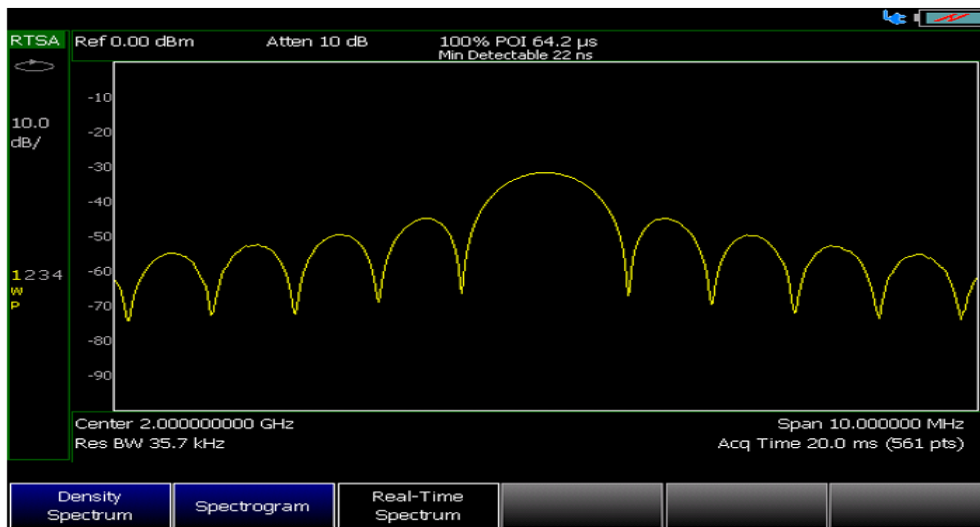 RTSA
Ref 0.00 dBm Atten 10 dB 100% POI 64.2 µs
Min Detectable 22 ns
10.0
dB/
-10
-20
-30
-40
-50
-60
-70
-80
-90
1234
W
P
Center 2.000000000 GHz Span 10.000000 MHz
Res BW 35.7 kHz Acq Time 20.0 ms (561 pts)
Density
Spectrum
Spectrogram
Real-Time
Spectrum